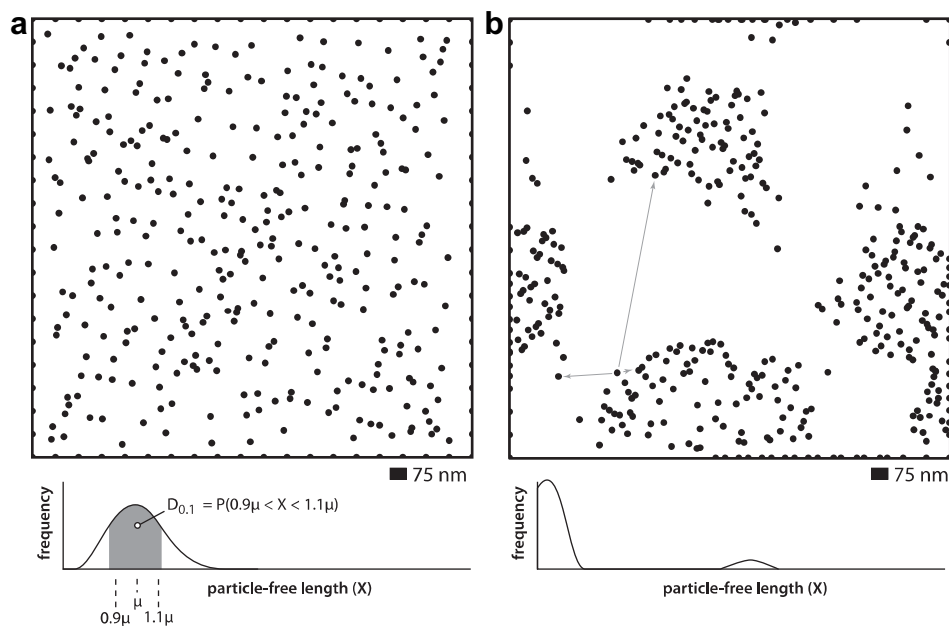 a
b
75 nm
75 nm
frequency
D0.1 = P(0.9μ < X < 1.1μ)
particle-free length (X)
μ
0.9μ 1.1μ
frequency
particle-free length (X)